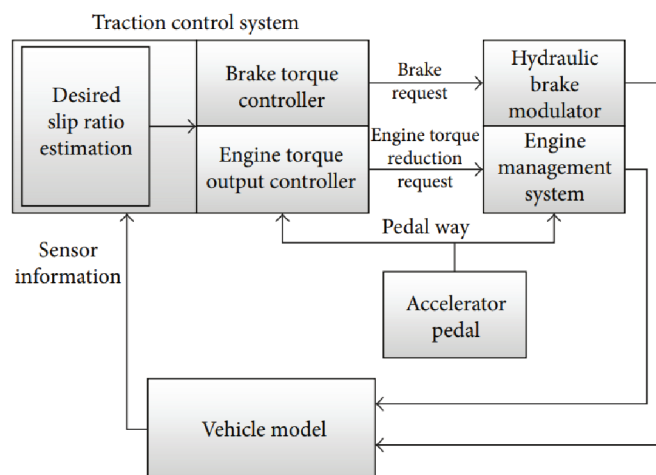 Traction control system
Desired
slip ratio
estimation
Brake torque
controller
Engine torque
output controller
Brake
request
Engine torque
reduction
request
Hydraulic
brake
modulator
Engine
management
system
Pedal way
Sensor
information
Accelerator
pedal
Vehicle model